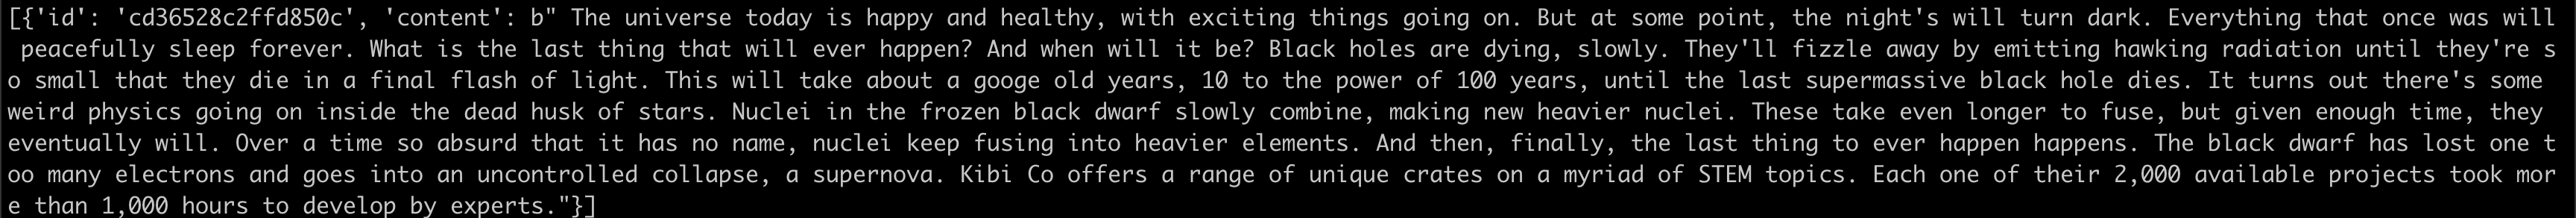 [{'id': 'cd36528c2ffd850c', 'content': b" The universe today is happy and healthy, with exciting things going on. But at some point, the night's will turn dark. Everything that once was will
 peacefully sleep forever. What is the last thing that will ever happen? And when will it be? Black holes are dying, slowly. They'll fizzle away by emitting hawking radiation until they're s
o small that they die in a final flash of light. This will take about a googe old years, 10 to the power of 100 years, until the last supermassive black hole dies. It turns out there's some
weird physics going on inside the dead husk of stars. Nuclei in the frozen black dwarf slowly combine, making new heavier nuclei. These take even longer to fuse, but given enough time, they
eventually will. Over a time so absurd that it has no name, nuclei keep fusing into heavier elements. And then, finally, the last thing to ever happen happens. The black dwarf has lost one t
oo many electrons and goes into an uncontrolled collapse, a supernova. Kibi Co offers a range of unique crates on a myriad of STEM topics. Each one of their 2,000 available projects took mor
e than 1,000 hours to develop by experts."}]